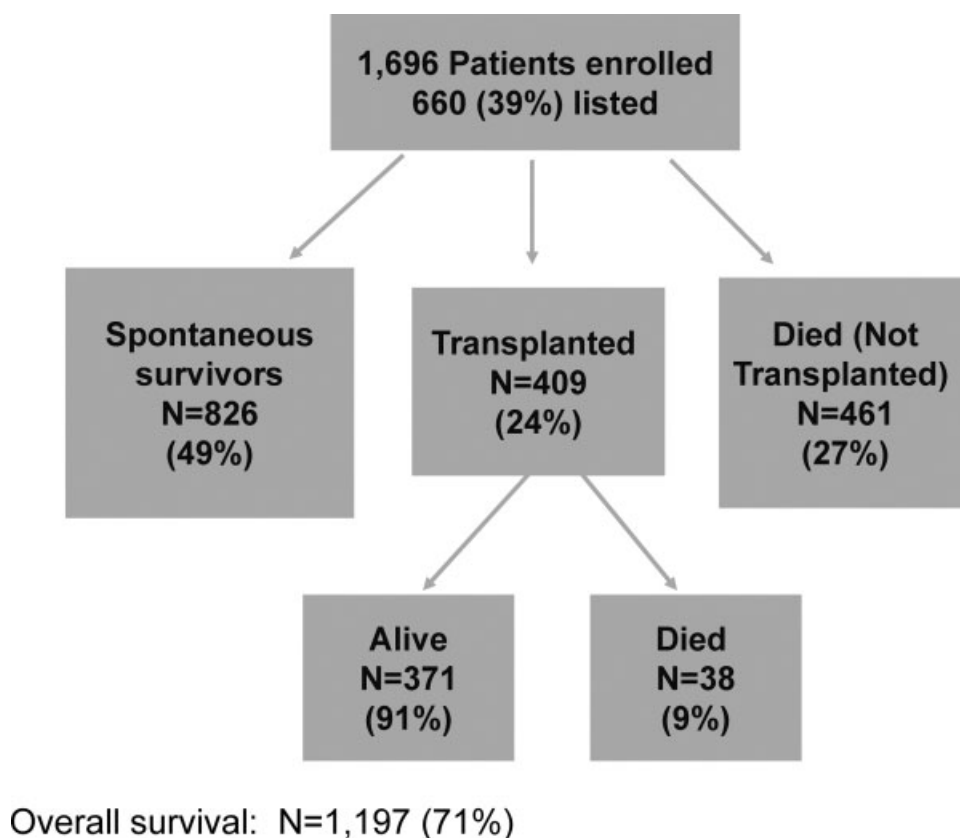 1,696 Patients enrolled
660 (39%) listed
Spontaneous
survivors
N=826
(49%)
Transplanted
N=409
(24%)
Died (Not
Transplanted)
N=461
(27%)
Alive
N=371
(91%)
Died
N=38
(9%)
Overall survival: N=1,197 (71%)